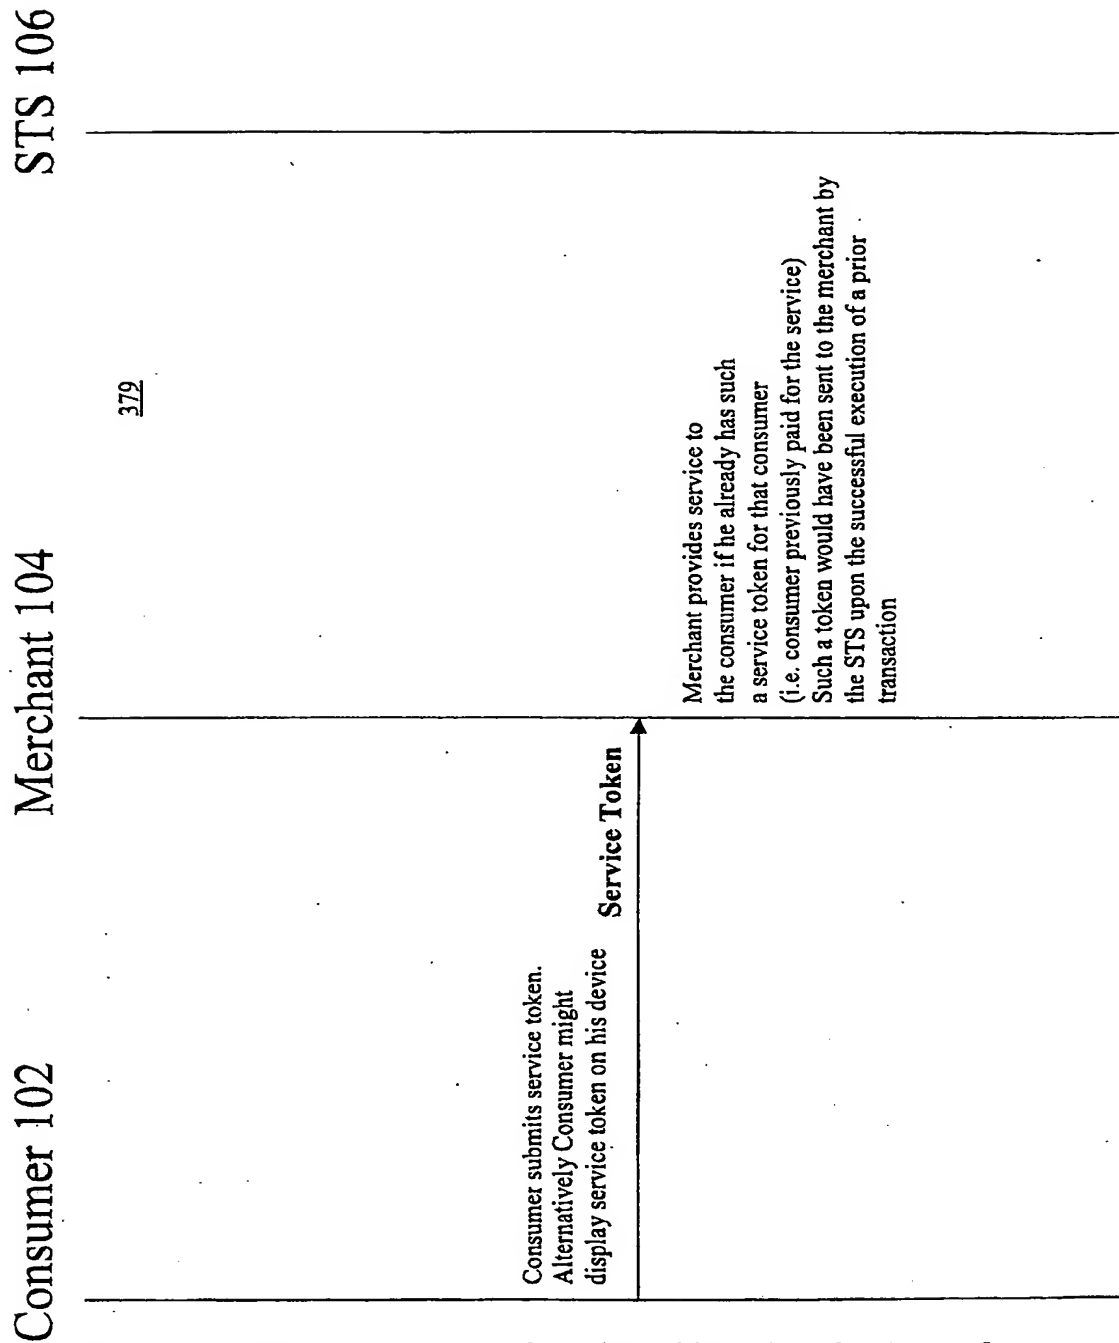 Consumer 102
Merchant 104
STS 106
379
Consumer submits service token.
Alternatively Consumer might
display service token on his device
Service Token
Merchant provides service to
the consumer if he already has such
a service token for that consumer
(i.e. consumer previously paid for the service)
Such a token would have been sent to the merchant by
the STS upon the successful execution of a prior
transaction